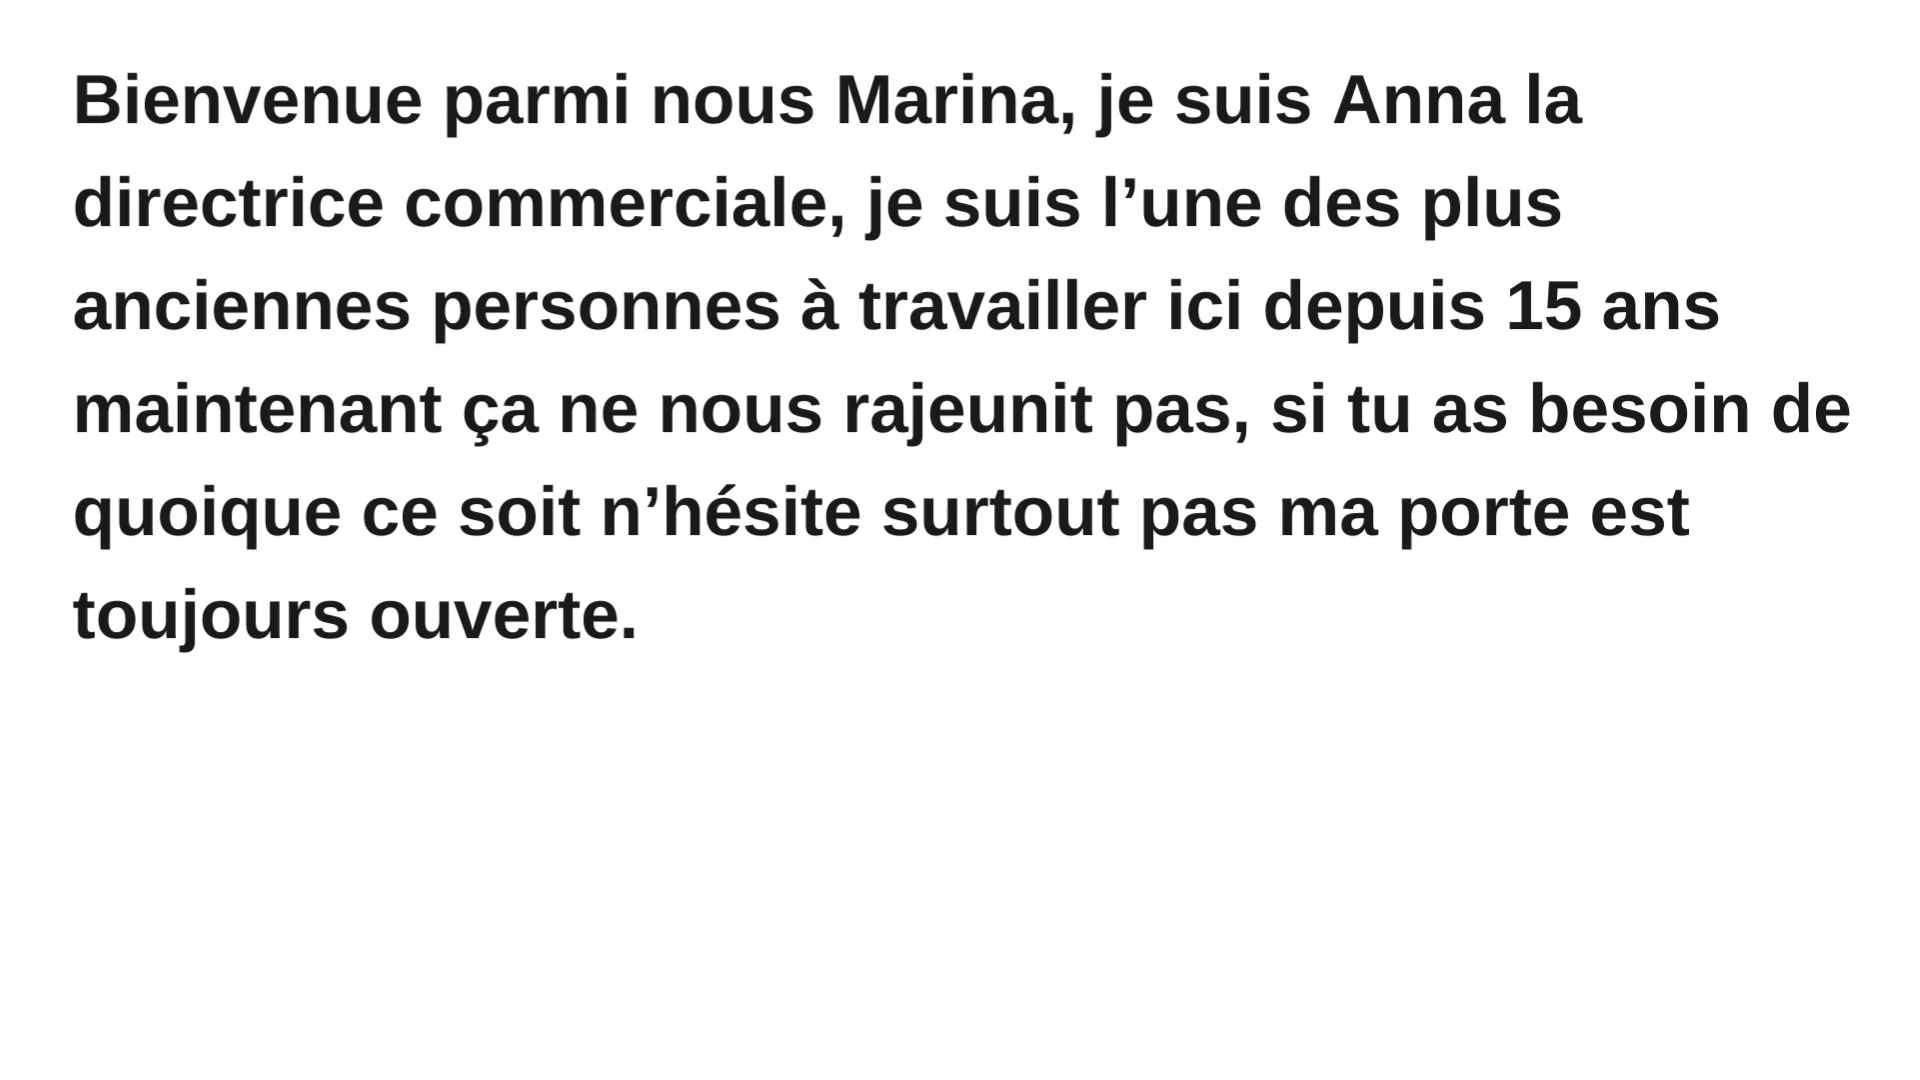 Bienvenue parmi nous Marina, je suis Anna la
directrice commerciale, je suis l’une des plus
anciennes personnes à travailler ici depuis 15 ans
maintenant ça ne nous rajeunit pas, si tu as besoin de
quoique ce soit n’hésite surtout pas ma porte est
toujours ouverte.